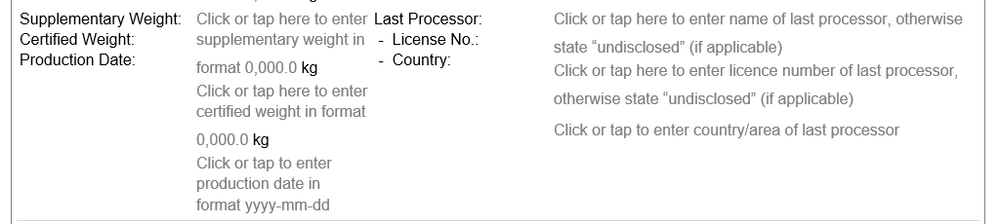 Supplementary Weight:
Certified Weight:
Production Date:
Click or tap here to enter
supplementary weight in
format 0,000.0 kg
Click or tap here to enter
certified weight in format
0,000.0 kg
Click or tap to enter
production date in
format yyyy-mm-dd
Last Processor:
- License No.:
- Country:
Click or tap here to enter name of last processor, otherwise
state “undisclosed” (if applicable)
Click or tap here to enter licence number of last processor,
otherwise state “undisclosed” (if applicable)
Click or tap to enter country/area of last processor